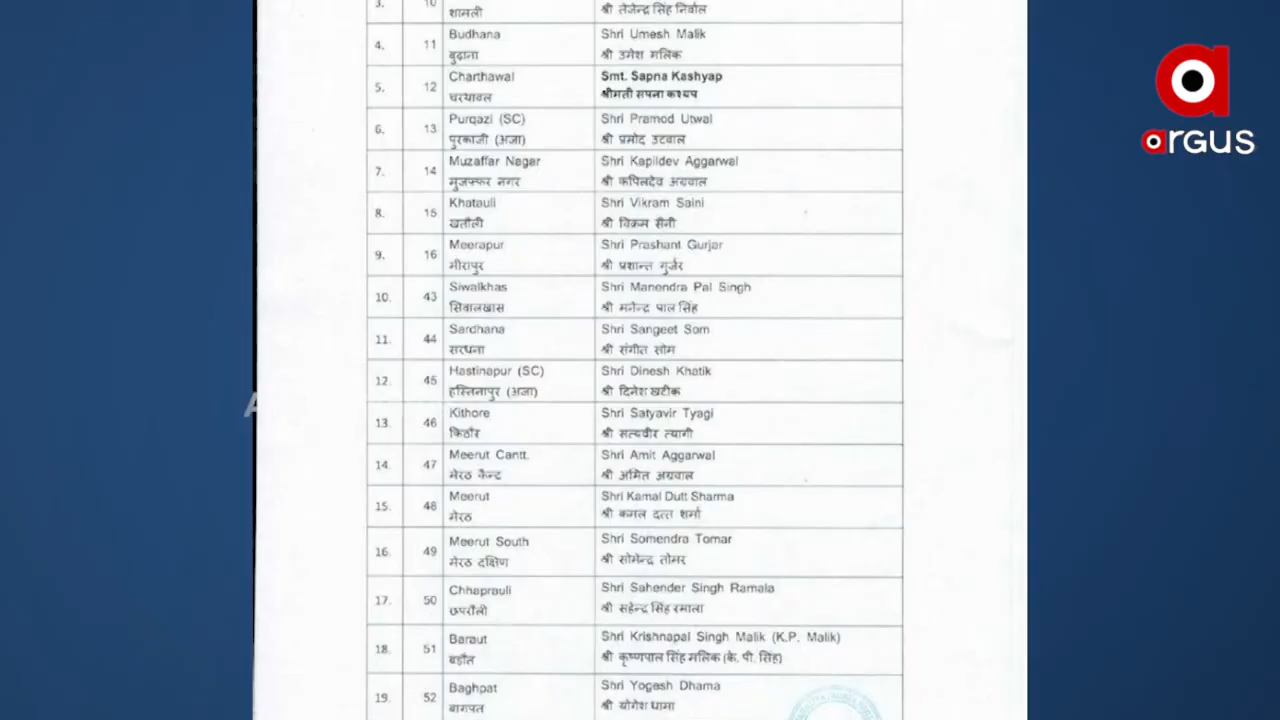 3. 10 शामली श्री तेजेन्द्र सिंह निर्वाल
4. 11 Budhana Shri Umesh Malik
बुढ़ाना श्री उमेश मलिक
5. 12 Charthawal Smt. Sapna Kashyap
चरथावल श्रीमती सपना कश्यप
6. 13 Purqazi (SC) Shri Pramod Utwal
पुरकाजी (अजा) श्री प्रमोद उटवाल
7. 14 Muzaffar Nagar Shri Kapildev Aggarwal
मुजफ्फर नगर श्री कपिलदेव अग्रवाल
8. 15 Khatauli Shri Vikram Saini
खतौली श्री विक्रम सैनी
9. 16 Meerapur Shri Prashant Gurjar
मीरापुर श्री प्रशान्त गुर्जर
10. 43 Siwalkhas Shri Manendra Pal Singh
सिवालखास श्री मनेन्द्र पाल सिंह
11. 44 Sardhana Shri Sangeet Som
सरधना श्री संगीत सोम
12. 45 Hastinapur (SC) Shri Dinesh Khatik
हस्तिनापुर (अजा) श्री दिनेश खटीक
13. 46 Kithore Shri Satyavir Tyagi
किठौर श्री सत्यवीर त्यागी
14. 47 Meerut Cantt. Shri Amit Aggarwal
मेरठ कैन्ट श्री अमित अग्रवाल
15. 48 Meerut Shri Kamal Dutt Sharma
मेरठ श्री कमल दत्त शर्मा
16. 49 Meerut South Shri Somendra Tomar
मेरठ दक्षिण श्री सोमेन्द्र तोमर
17. 50 Chhaprauli Shri Sahender Singh Ramala
छपरौली श्री सहेन्द्र सिंह रमाला
18. 51 Baraut Shri Krishnapal Singh Malik (K.P. Malik)
बड़ौत श्री कृष्णपाल सिंह मलिक (के. पी. सिंह)
19. 52 Baghpat Shri Yogesh Dhama
बागपत श्री योगेश धामा
a
argus